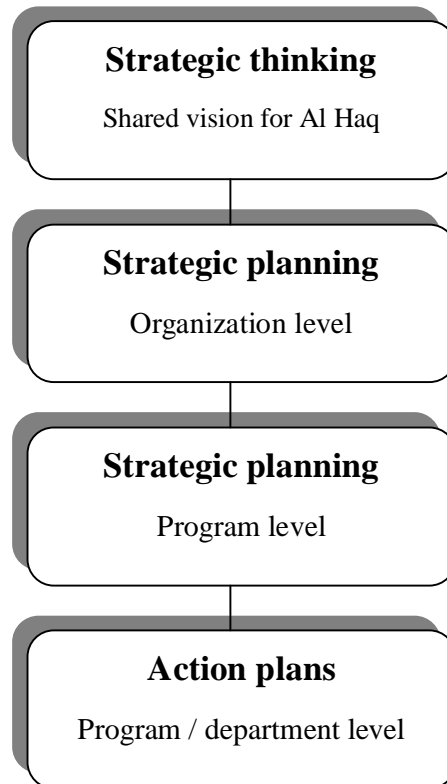 Strategic thinking
Shared vision for Al Haq
Strategic planning
Organization level
Strategic planning
Program level
Action plans
Program / department level